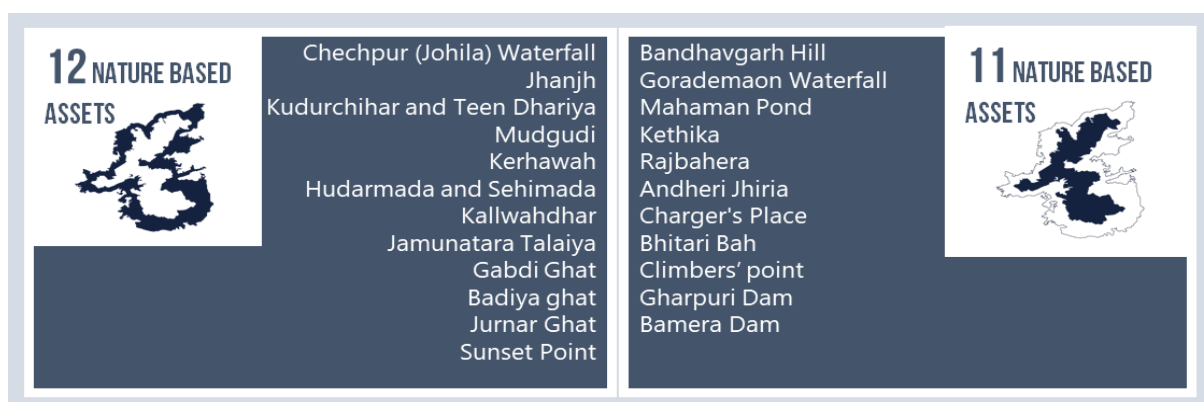 12 NATURE BASED
ASSETS
Chechpur (Johila) Waterfall
Jhanjh
Kudurchihar and Teen Dhariya
Mudgudi
Kerhawah
Hudarmada and Sehimada
Kallwahdhar
Jamunatara Talaiya
Gabdi Ghat
Badiya ghat
Jurnar Ghat
Sunset Point
Bandhavgarh Hill
Gorademaon Waterfall
Mahaman Pond
Kethika
Rajbahera
Andheri Jhiria
Charger's Place
Bhitari Bah
Climbers’ point
Gharpuri Dam
Bamera Dam
11 NATURE BASED
ASSETS